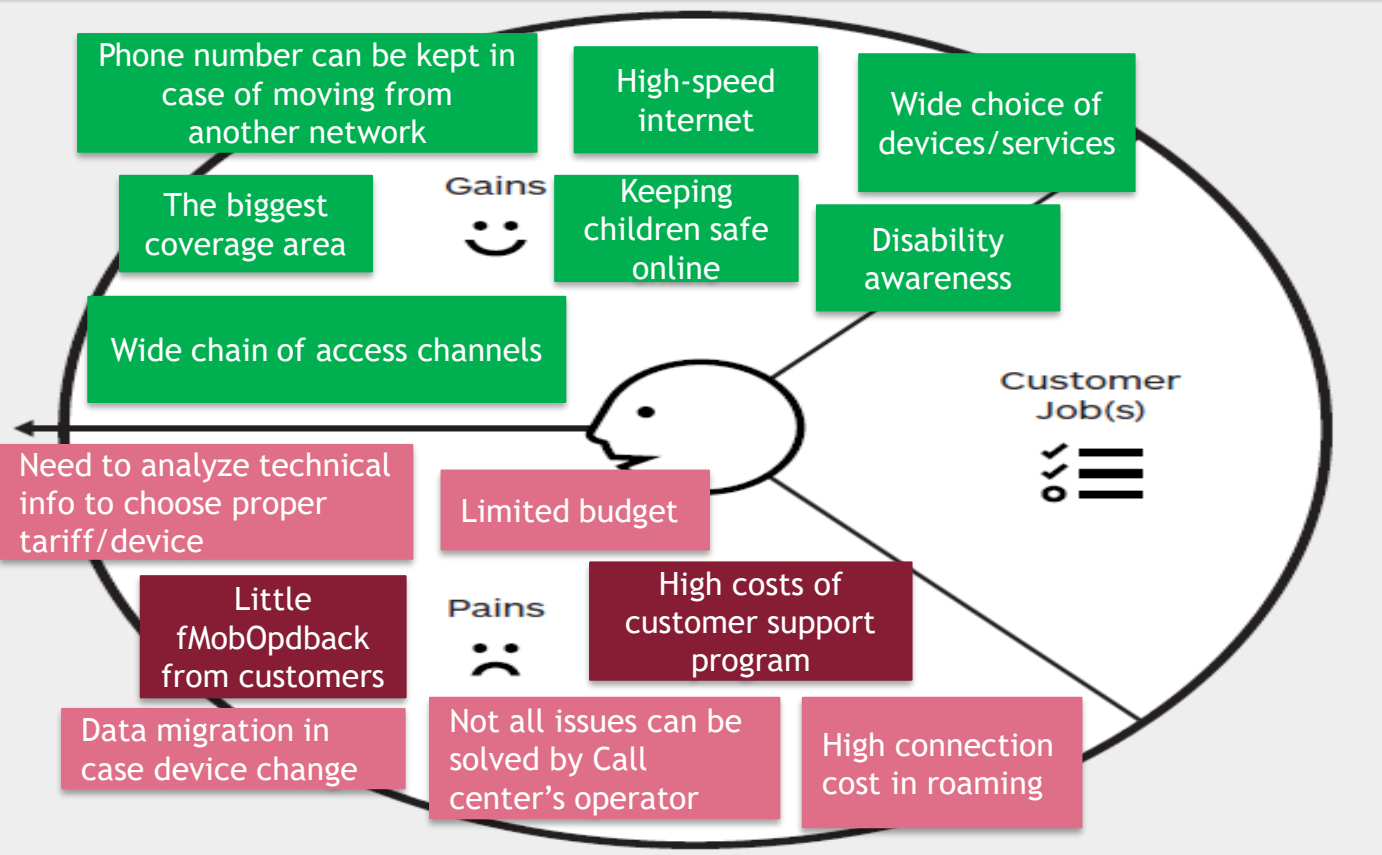 Phone number can be kept in
case of moving from
another network
High-speed
internet
Wide choice of
devices/services
Gains
The biggest
coverage area
Keeping
children safe
online
Disability
awareness
Wide chain of access channels
Customer
Job(s)
Need to analyze technical
info to choose proper
tariff/device
Limited budget
Little
fMobOpdback
from customers
Pains
High costs of
customer support
program
Data migration in
case device change
Not all issues can be
solved by Call
center’s operator
High connection
cost in roaming